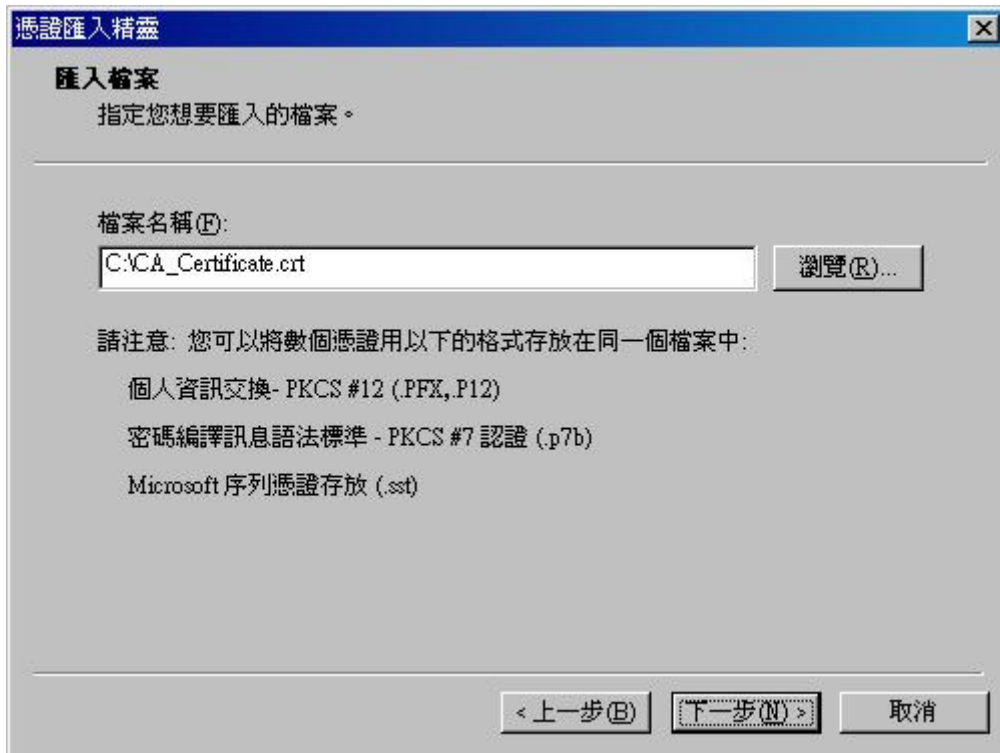 憑證匯入精靈
匯入檔案
指定您想要匯入的檔案。
檔案名稱(F):
C:\CA_Certificate.crt
瀏覽(R)...
請注意: 您可以將數個憑證用以下的格式存放在同一個檔案中:
個人資訊交換- PKCS #12 (.PFX,.P12)
密碼編譯訊息語法標準 - PKCS #7 認證 (.p7b)
Microsoft 序列憑證存放 (.sst)
< 上一步(B)
下一步(N) >
取消